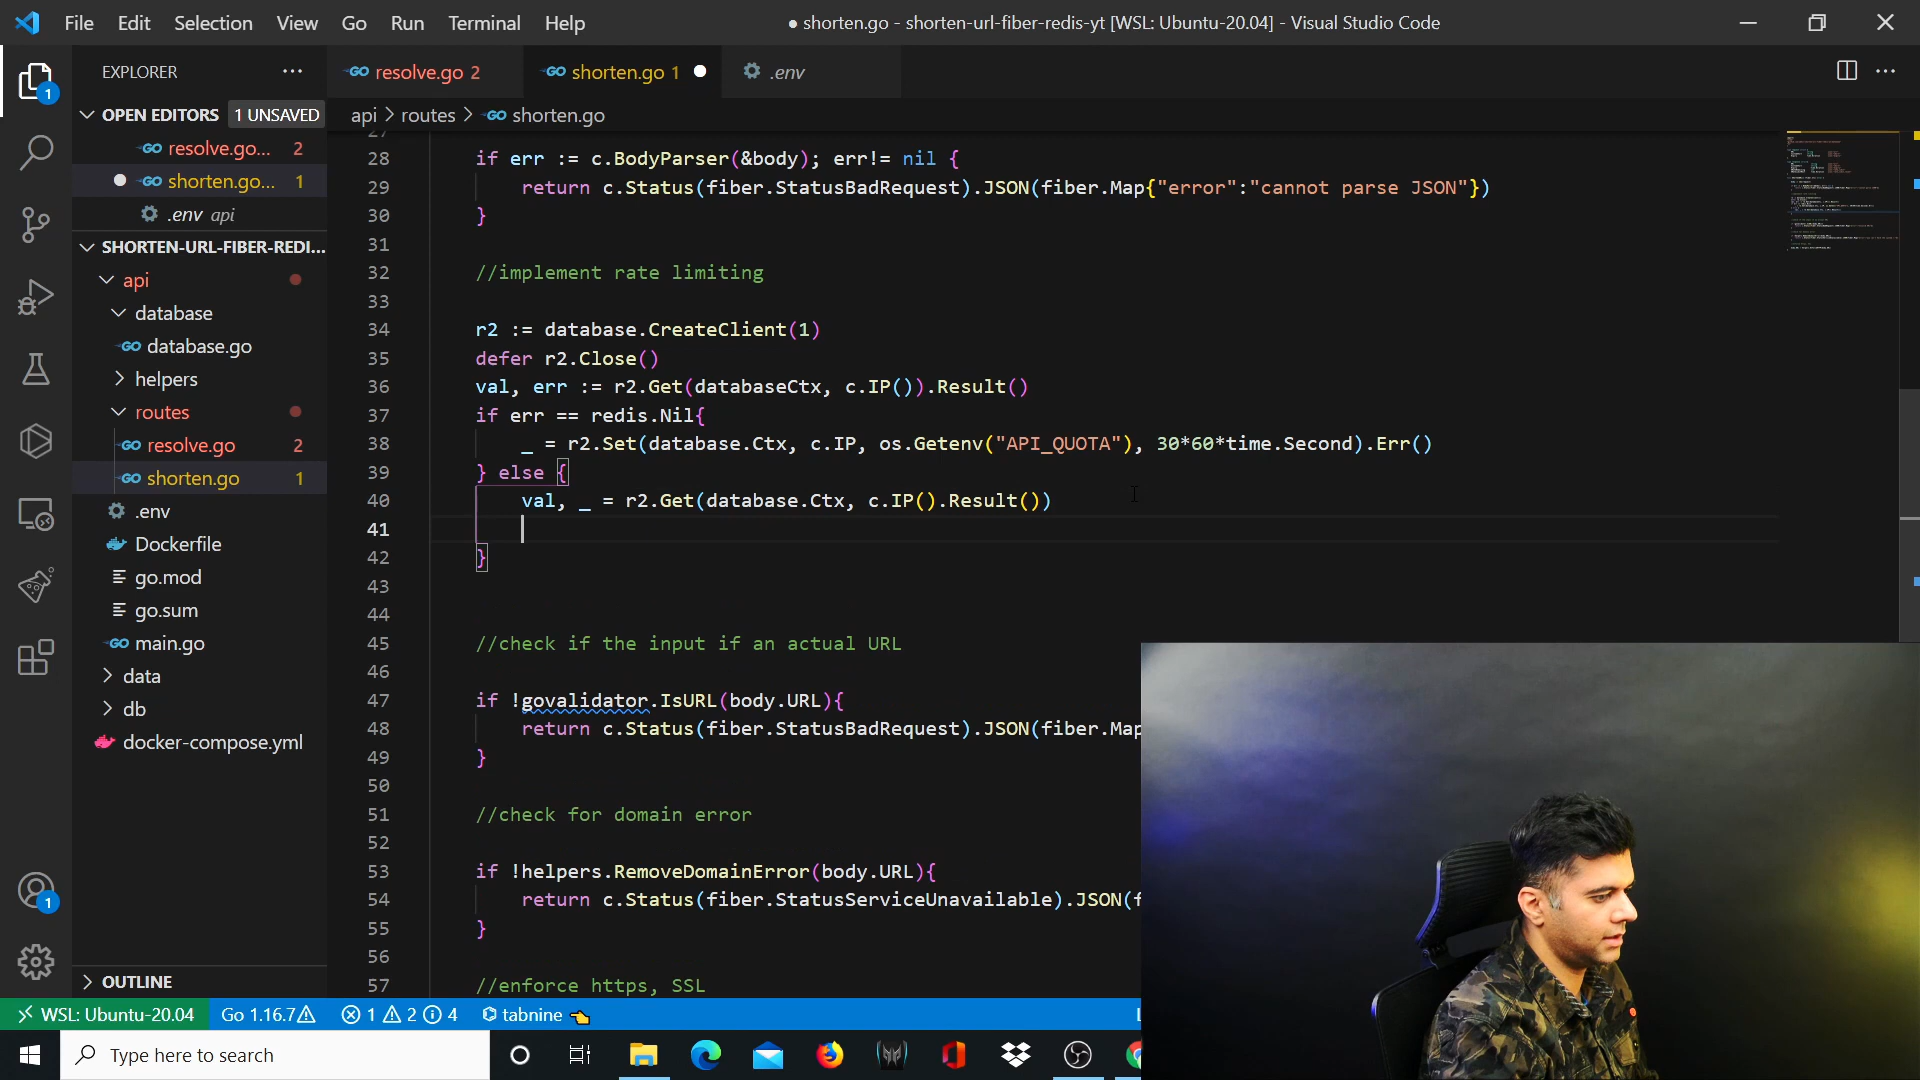 File Edit Selection View Go Run Terminal Help
● shorten.go - shorten-url-fiber-redis-yt [WSL: Ubuntu-20.04] - Visual Studio Code
EXPLORER
resolve.go 2
shorten.go 1
.env
OPEN EDITORS 1 UNSAVED
api > routes > shorten.go
resolve.go... 2
shorten.go... 1
.env api
SHORTEN-URL-FIBER-REDI...
api
database
database.go
helpers
routes
resolve.go 2
shorten.go 1
.env
Dockerfile
go.mod
go.sum
main.go
data
db
docker-compose.yml
OUTLINE
1
1
27
28 if err := c.BodyParser(&body); err!= nil {
29 return c.Status(fiber.StatusBadRequest).JSON(fiber.Map{"error":"cannot parse JSON"})
30 }
31
32 //implement rate limiting
33
34 r2 := database.CreateClient(1)
35 defer r2.Close()
36 val, err := r2.Get(databaseCtx, c.IP()).Result()
37 if err == redis.Nil{
38 _ = r2.Set(database.Ctx, c.IP, os.Getenv("API_QUOTA"), 30*60*time.Second).Err()
39 } else {
40 val, _ = r2.Get(database.Ctx, c.IP().Result())
41
42 }
43
44
45 //check if the input if an actual URL
46
47 if !govalidator.IsURL(body.URL){
48 return c.Status(fiber.StatusBadRequest).JSON(fiber.Map
49 }
50
51 //check for domain error
52
53 if !helpers.RemoveDomainError(body.URL){
54 return c.Status(fiber.StatusServiceUnavailable).JSON(f
55 }
56
57 //enforce https, SSL
WSL: Ubuntu-20.04 Go 1.16.7 1 2 4 tabnine
Type here to search